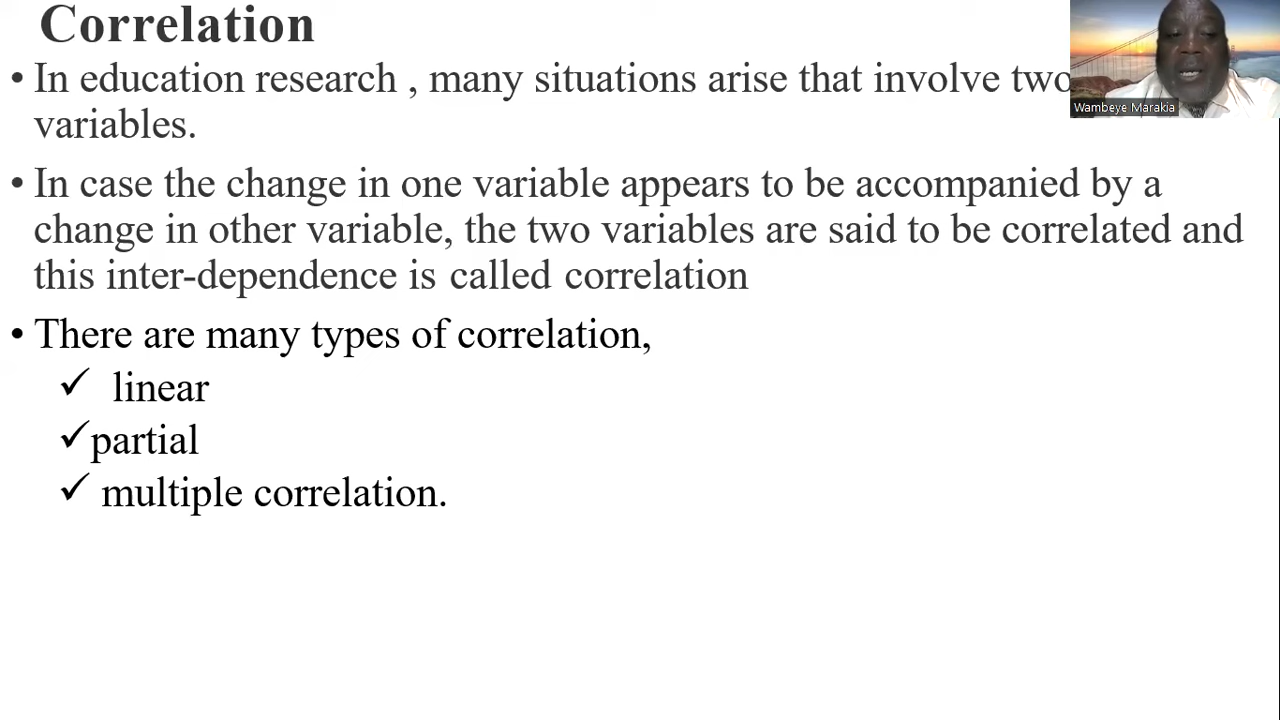 Correlation
• In education research , many situations arise that involve two
variables.
• In case the change in one variable appears to be accompanied by a
change in other variable, the two variables are said to be correlated and
this inter-dependence is called correlation
• There are many types of correlation,
✓ linear
✓partial
✓ multiple correlation.
Wambeye Marakia